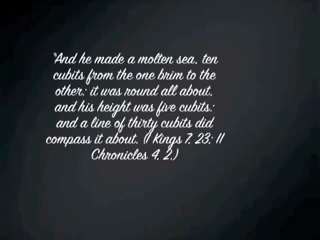 "And he made a molten sea, ten
cubits from the one brim to the
other,: it was round all about,
and his height was five cubits:
and a line of thirty cubits did
compass it about. (I Kings 7, 23; II
Chronicles 4, 2.)